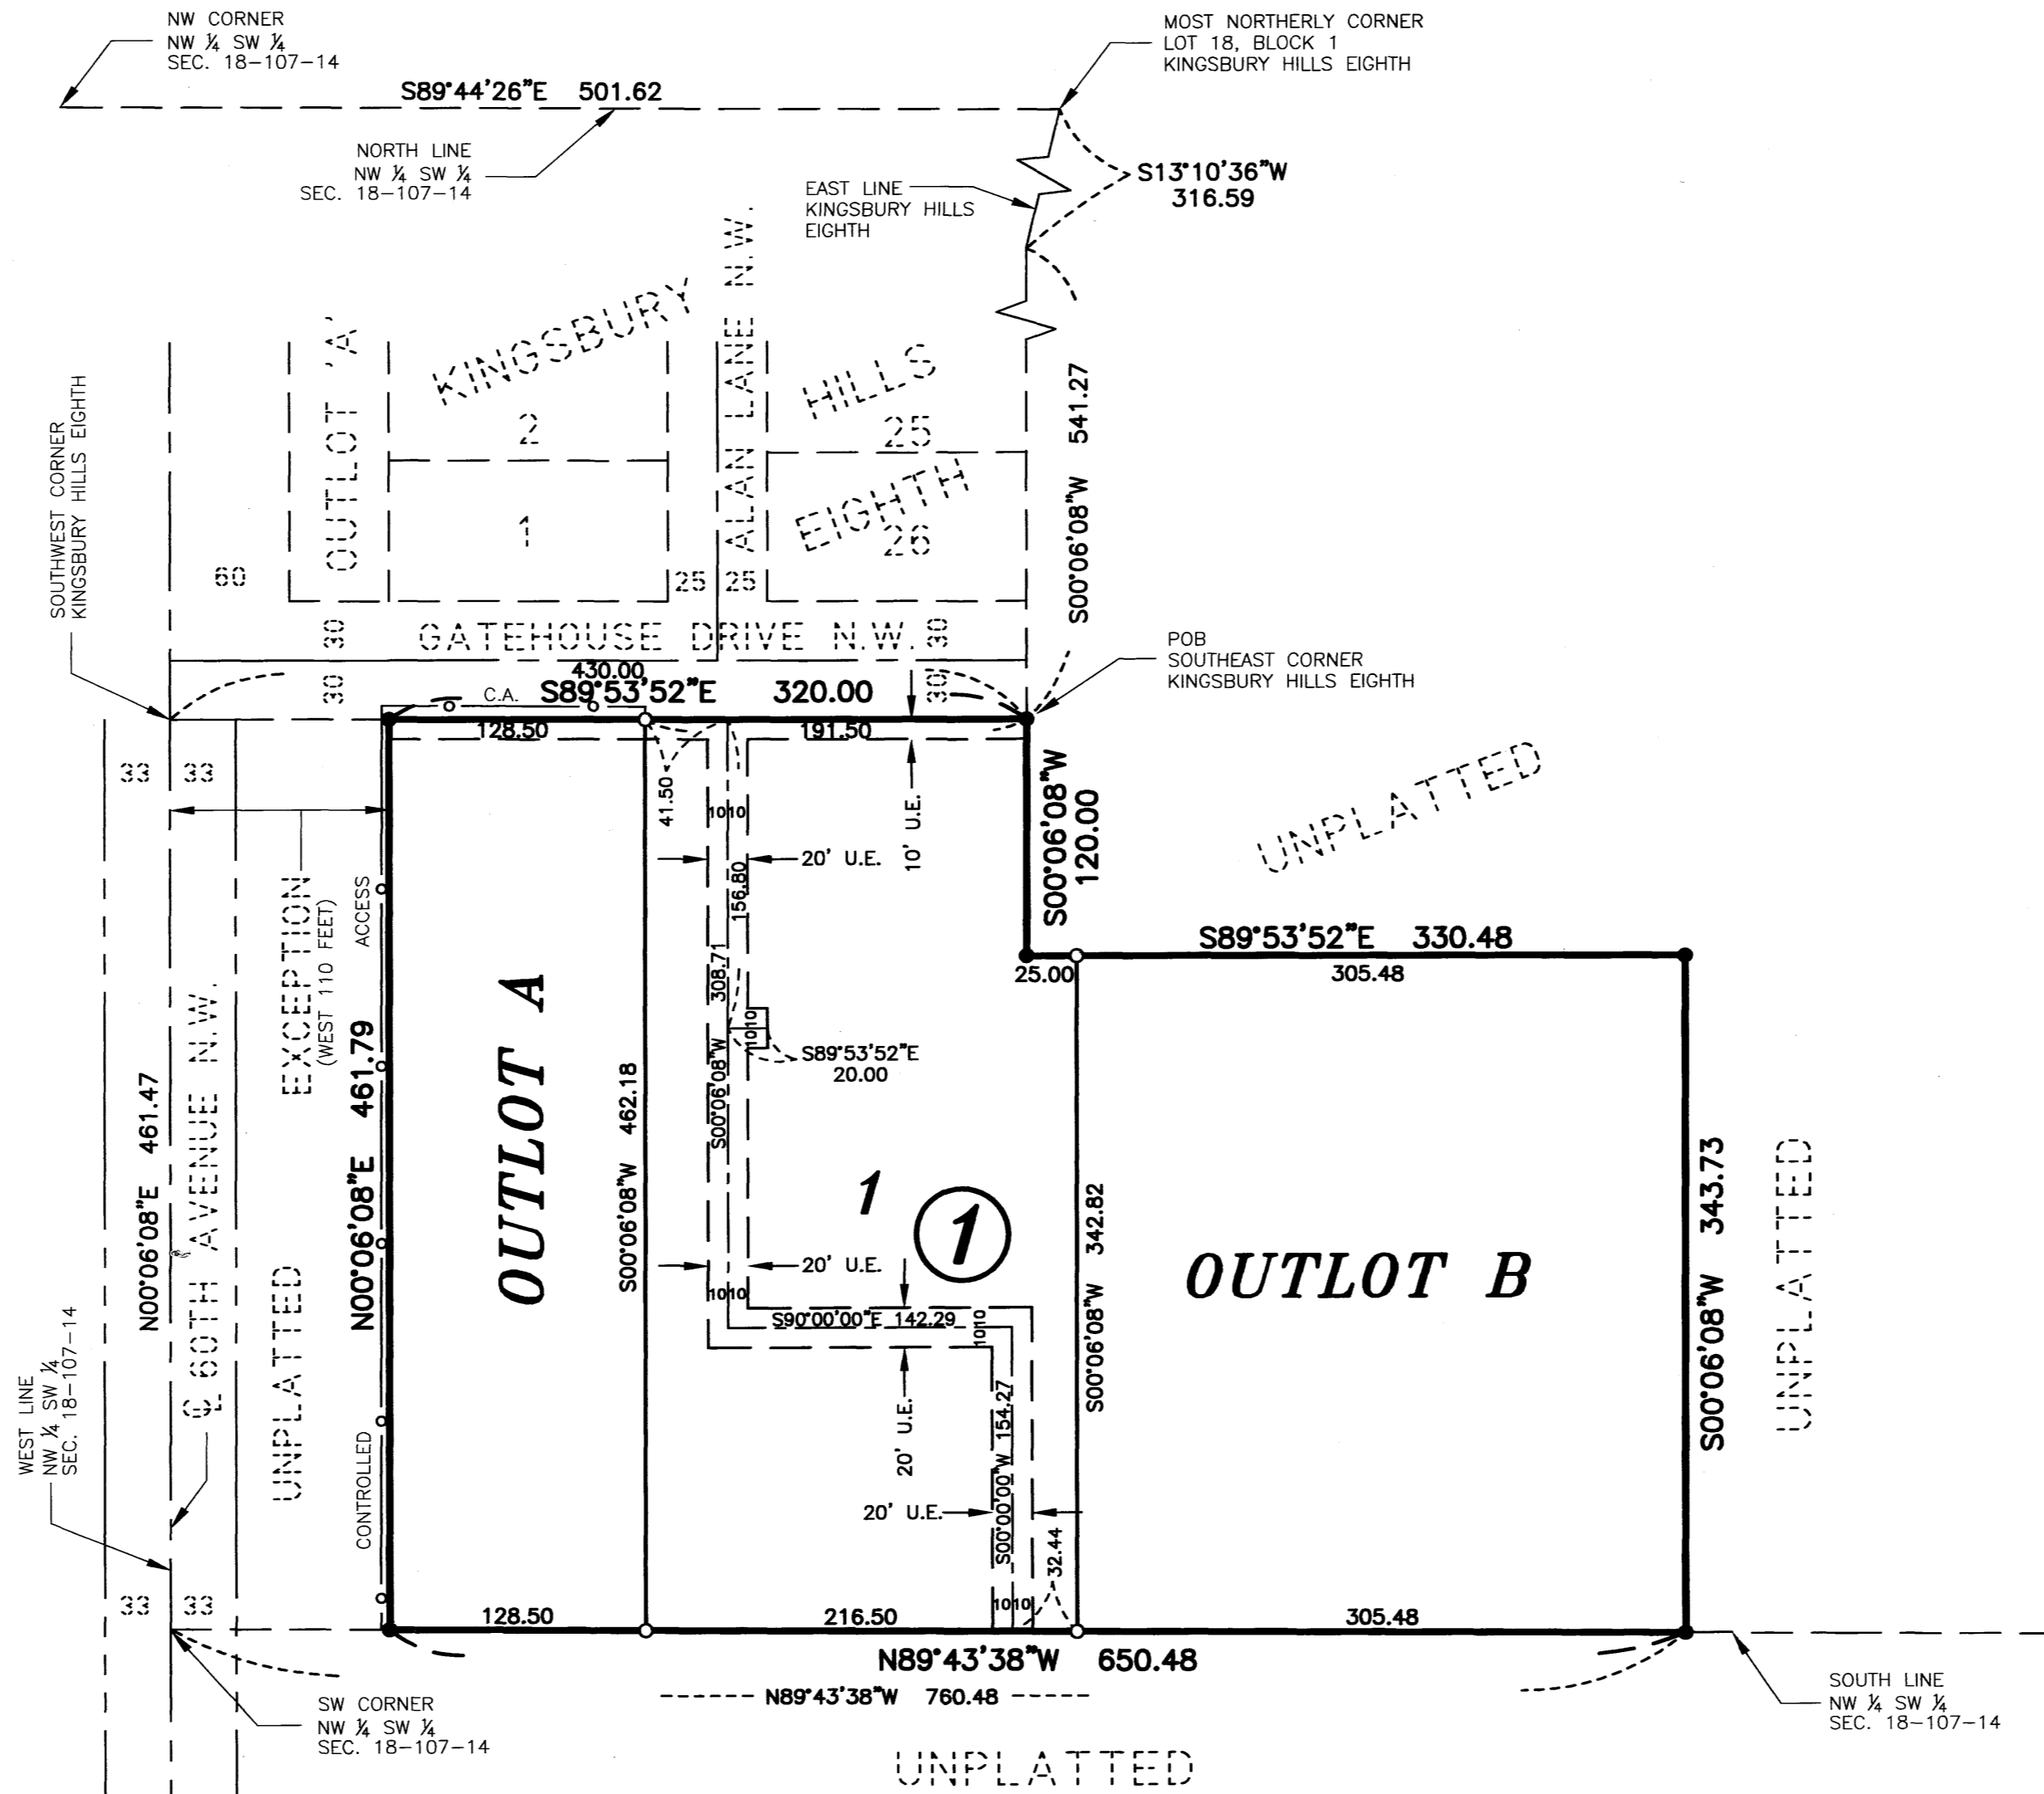 NW CORNER
NW ¼ SW ¼
SEC. 18-107-14
MOST NORTHERLY CORNER
LOT 18, BLOCK 1
KINGSBURY HILLS EIGHTH
S89°44'26"E 501.62
NORTH LINE
NW ¼ SW ¼
SEC. 18-107-14
EAST LINE
KINGSBURY HILLS
EIGHTH
S13°10'36"W
316.59
SOUTHWEST CORNER
KINGSBURY HILLS EIGHTH
OUTLOT 'A'
KINGSBURY
HILLS
EIGHTH
ALAN LANE N.W.
2
1
25
26
60
25 25
S00°06'08"W 541.27
30
GATEHOUSE DRIVE N.W.
30
430.00
30
30
C.A.
S89°53'52"E 320.00
POB
SOUTHEAST CORNER
KINGSBURY HILLS EIGHTH
128.50
191.50
33 33
41.50
10 10
10' U.E.
20' U.E.
156.80
S00°06'08"W
120.00
UNPLATTED
EXCEPTION
(WEST 110 FEET)
ACCESS
S89°53'52"E 330.48
25.00
305.48
OUTLOT A
S00°06'08"W 308.71
10 10
S89°53'52"E
20.00
N00°06'08"E 461.47
℄ 60TH AVENUE N.W.
N00°06'08"E 461.79
S00°06'08"W 462.18
1
1
S00°06'08"W 342.82
OUTLOT B
S00°06'08"W 343.73
UNPLATTED
UNPLATTED
20' U.E.
10 10
S90°00'00"E 142.29
10 10
WEST LINE
NW ¼ SW ¼
SEC. 18-107-14
CONTROLLED
20' U.E.
S00°00'00"W 154.27
20' U.E.
32.44
10 10
33 33
128.50
216.50
305.48
N89°43'38"W 650.48
N89°43'38"W 760.48
SW CORNER
NW ¼ SW ¼
SEC. 18-107-14
SOUTH LINE
NW ¼ SW ¼
SEC. 18-107-14
UNPLATTED